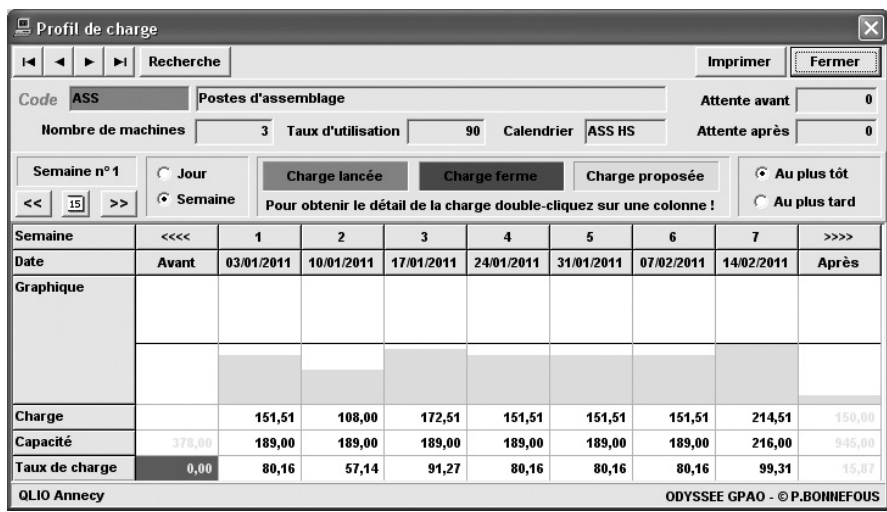 Profil de charge
Recherche Imprimer Fermer
Code ASS Postes d'assemblage Attente avant 0
Nombre de machines 3 Taux d'utilisation 90 Calendrier ASS HS Attente après 0
Semaine n° 1 Jour Charge lancée Charge ferme Charge proposée Au plus tôt
<< 15 >> Semaine Pour obtenir le détail de la charge double-cliquez sur une colonne ! Au plus tard
Semaine <<<< 1 2 3 4 5 6 7 >>>>
Date Avant 03/01/2011 10/01/2011 17/01/2011 24/01/2011 31/01/2011 07/02/2011 14/02/2011 Après
Graphique
Charge 151,51 108,00 172,51 151,51 151,51 151,51 214,51 150,00
Capacité 378,00 189,00 189,00 189,00 189,00 189,00 189,00 216,00 945,00
Taux de charge 0,00 80,16 57,14 91,27 80,16 80,16 80,16 99,31 15,87
QLIO Annecy ODYSSEE GPAO - © P.BONNEFOUS